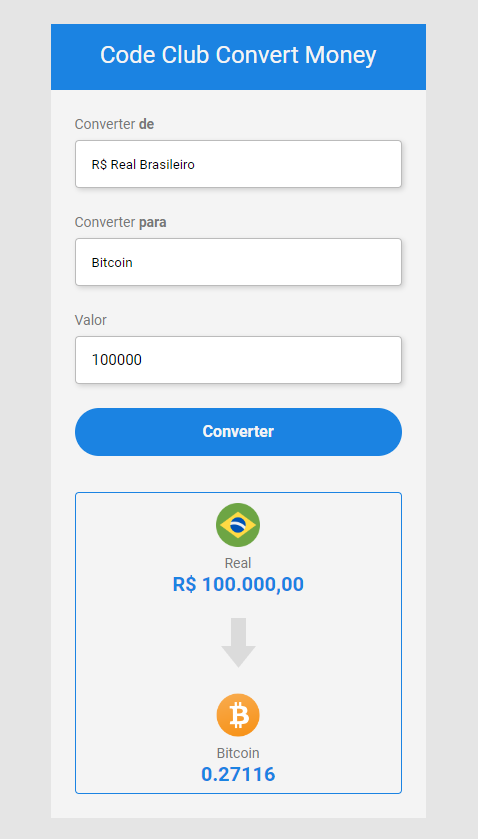 Code Club Convert Money
Converter de
R$ Real Brasileiro
Converter para
Bitcoin
Valor
100000
Converter
Real
R$ 100.000,00
Bitcoin
0.27116